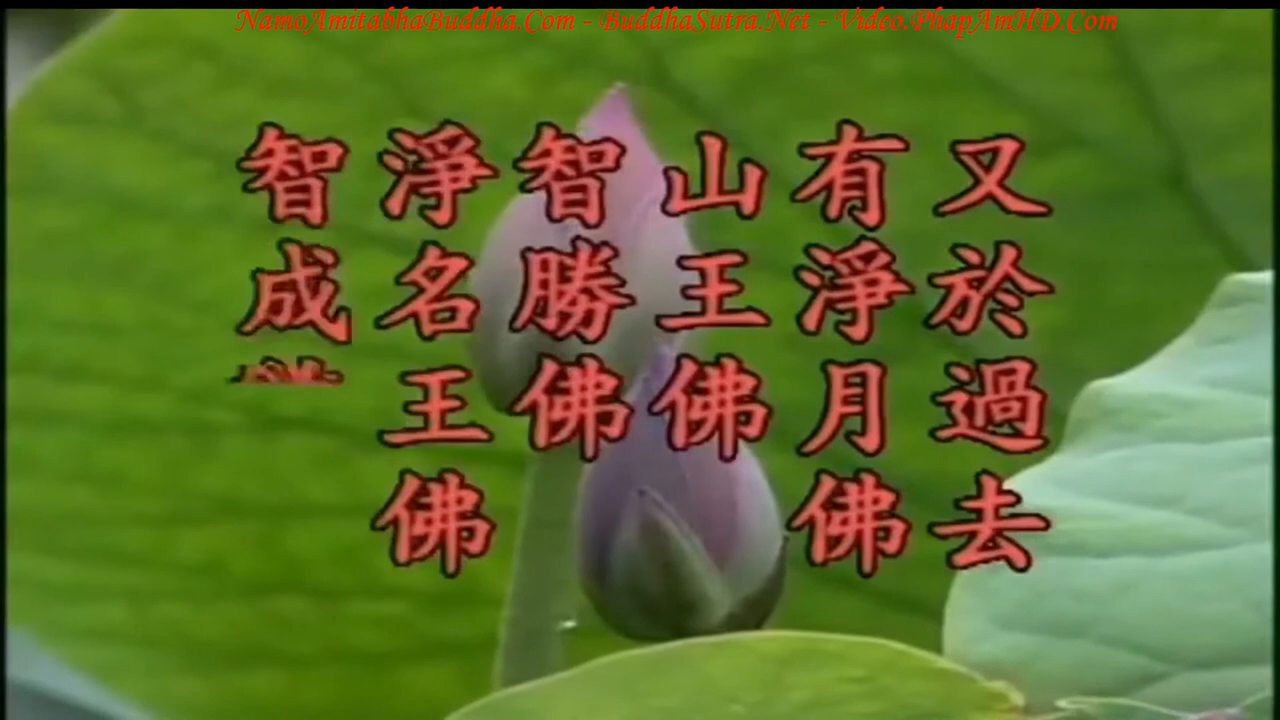 NamoAmitabhaBuddha.Com - BuddhaSutra.Net - Video.PhapAmHD.Com
又於過去
有淨月佛
山王佛
智勝佛
淨名王佛
智成